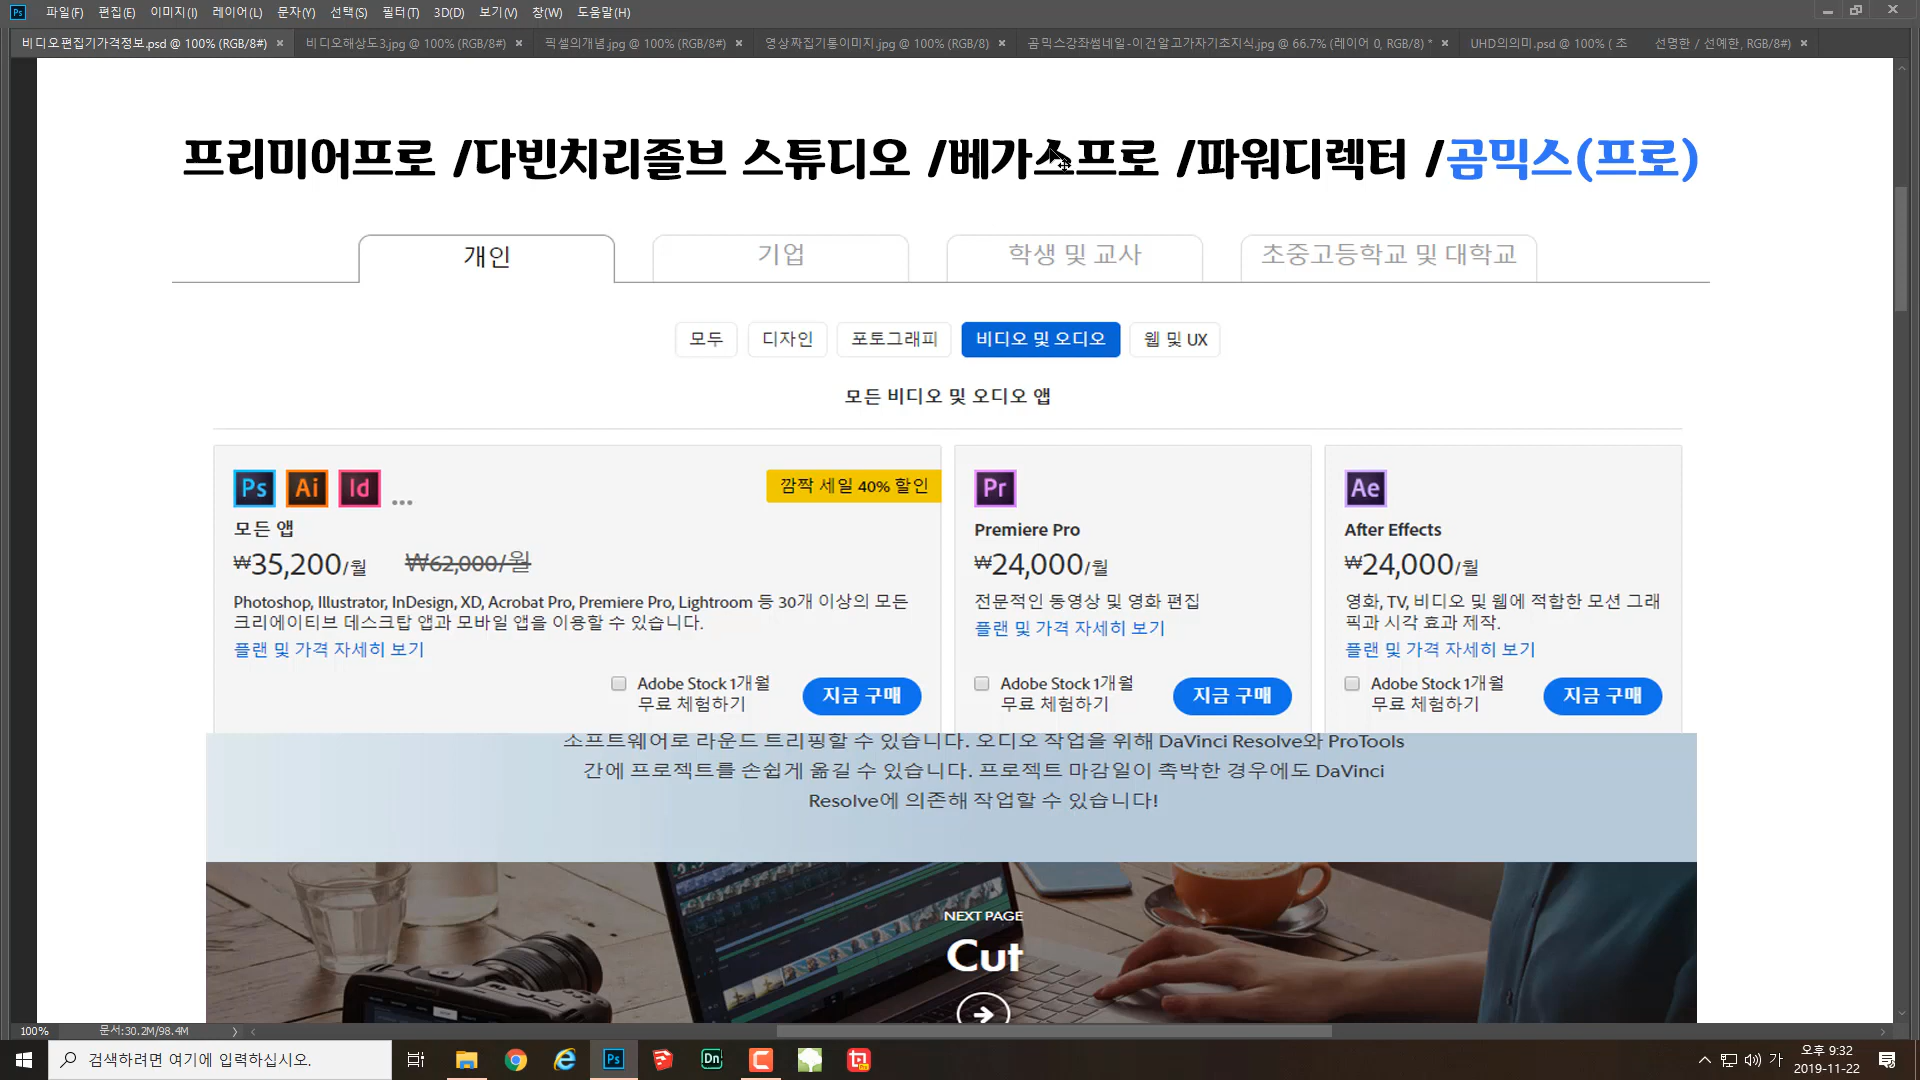 Ps 파일(F) 편집(E) 이미지(I) 레이어(L) 문자(Y) 선택(S) 필터(T) 3D(D) 보기(V) 창(W) 도움말(H)
비디오편집기가격정보.psd @ 100% (RGB/8#) × 비디오해상도3.jpg @ 100% (RGB/8#) × 픽셀의개념.jpg @ 100% (RGB/8#) × 영상짜집기통이미지.jpg @ 100% (RGB/8) × 곰믹스강좌썸네일-이건알고가자기초지식.jpg @ 66.7% (레이어 0, RGB/8) * × UHD의의미.psd @ 100% ( 초 선명한 / 선예한, RGB/8#) ×
프리미어프로 /다빈치리졸브 스튜디오 /베가스프로 /파워디렉터 /곰믹스(프로)
개인 기업 학생 및 교사 초중고등학교 및 대학교
모두 디자인 포토그래피 비디오 및 오디오 웹 및 UX
모든 비디오 및 오디오 앱
Ps Ai Id ... 깜짝 세일 40% 할인
모든 앱
₩35,200/월 ₩62,000/월
Photoshop, Illustrator, InDesign, XD, Acrobat Pro, Premiere Pro, Lightroom 등 30개 이상의 모든
크리에이티브 데스크탑 앱과 모바일 앱을 이용할 수 있습니다.
플랜 및 가격 자세히 보기
Adobe Stock 1개월
무료 체험하기
지금 구매
Pr
Premiere Pro
₩24,000/월
전문적인 동영상 및 영화 편집
플랜 및 가격 자세히 보기
Adobe Stock 1개월
무료 체험하기
지금 구매
Ae
After Effects
₩24,000/월
영화, TV, 비디오 및 웹에 적합한 모션 그래
픽과 시각 효과 제작.
플랜 및 가격 자세히 보기
Adobe Stock 1개월
무료 체험하기
지금 구매
소프트웨어로 라운드 트리핑할 수 있습니다. 오디오 작업을 위해 DaVinci Resolve와 ProTools
간에 프로젝트를 손쉽게 옮길 수 있습니다. 프로젝트 마감일이 촉박한 경우에도 DaVinci
Resolve에 의존해 작업할 수 있습니다!
NEXT PAGE
Cut
100% 문서:30.2M/98.4M
검색하려면 여기에 입력하십시오.
Ps Dn
가 오후 9:32
2019-11-22